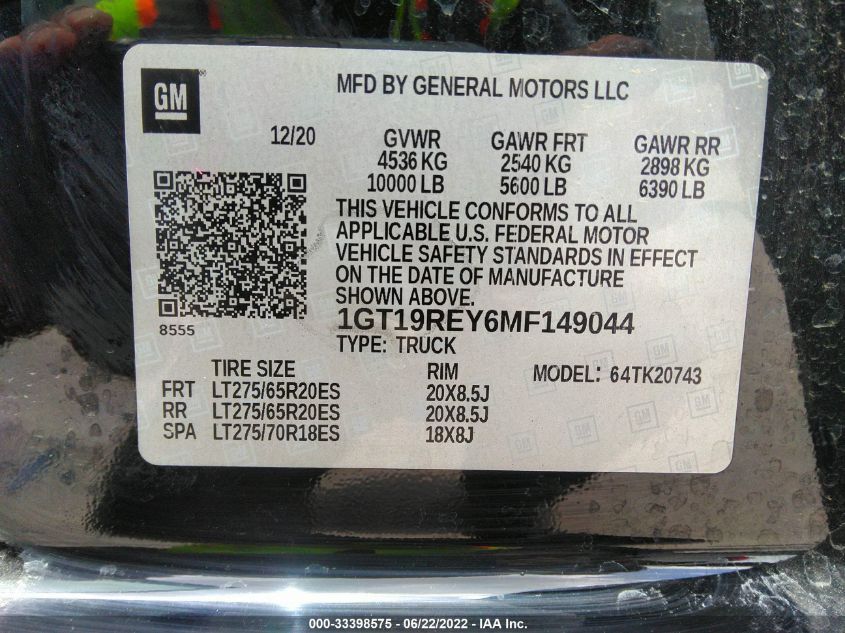 GM
MFD BY GENERAL MOTORS LLC
12/20 GVWR GAWR FRT GAWR RR
4536 KG 2540 KG 2898 KG
10000 LB 5600 LB 6390 LB
THIS VEHICLE CONFORMS TO ALL
APPLICABLE U.S. FEDERAL MOTOR
VEHICLE SAFETY STANDARDS IN EFFECT
ON THE DATE OF MANUFACTURE
SHOWN ABOVE.
8555
1GT19REY6MF149044
TYPE: TRUCK
TIRE SIZE RIM MODEL: 64TK20743
FRT LT275/65R20ES 20X8.5J
RR LT275/65R20ES 20X8.5J
SPA LT275/70R18ES 18X8J
000-33398575 - 06/22/2022 - IAA Inc.